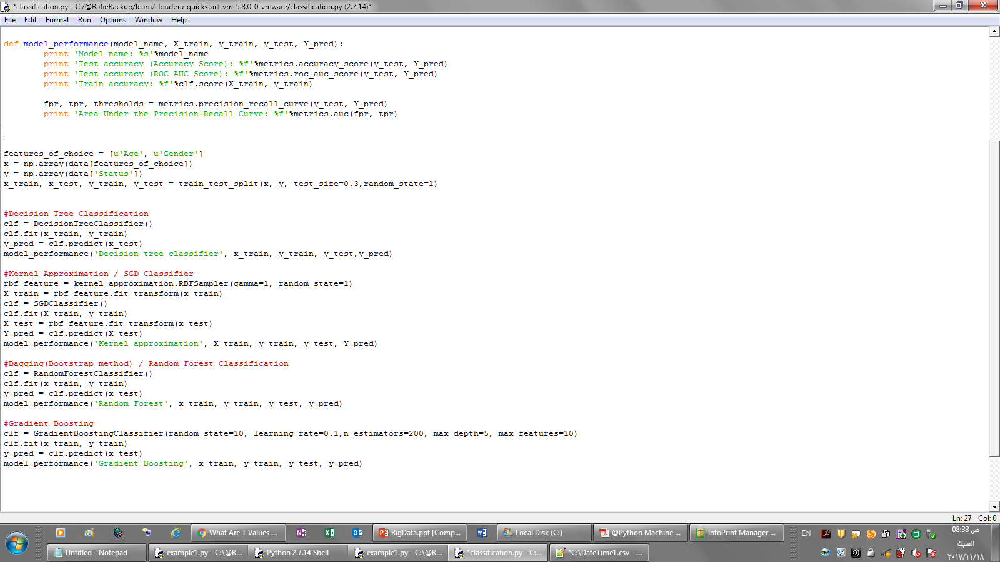 *classification.py - C:/@RafieBackup/learn/cloudera-quickstart-vm-5.8.0-0-vmware/classification.py (2.7.14)*
File Edit Format Run Options Window Help
def model_performance(model_name, X_train, y_train, y_test, Y_pred):
print 'Model name: %s'%model_name
print 'Test accuracy (Accuracy Score): %f'%metrics.accuracy_score(y_test, Y_pred)
print 'Test accuracy (ROC AUC Score): %f'%metrics.roc_auc_score(y_test, Y_pred)
print 'Train accuracy: %f'%clf.score(X_train, y_train)
fpr, tpr, thresholds = metrics.precision_recall_curve(y_test, Y_pred)
print 'Area Under the Precision-Recall Curve: %f'%metrics.auc(fpr, tpr)
features_of_choice = [u'Age', u'Gender']
x = np.array(data[features_of_choice])
y = np.array(data['Status'])
x_train, x_test, y_train, y_test = train_test_split(x, y, test_size=0.3,random_state=1)
#Decision Tree Classification
clf = DecisionTreeClassifier()
clf.fit(x_train, y_train)
y_pred = clf.predict(x_test)
model_performance('Decision tree classifier', x_train, y_train, y_test,y_pred)
#Kernel Approximation / SGD Classifier
rbf_feature = kernel_approximation.RBFSampler(gamma=1, random_state=1)
X_train = rbf_feature.fit_transform(x_train)
clf = SGDClassifier()
clf.fit(X_train, y_train)
X_test = rbf_feature.fit_transform(x_test)
Y_pred = clf.predict(X_test)
model_performance('Kernel approximation', X_train, y_train, y_test, Y_pred)
#Bagging(Bootstrap method) / Random Forest Classification
clf = RandomForestClassifier()
clf.fit(x_train, y_train)
y_pred = clf.predict(x_test)
model_performance('Random Forest', x_train, y_train, y_test, y_pred)
#Gradient Boosting
clf = GradientBoostingClassifier(random_state=10, learning_rate=0.1,n_estimators=200, max_depth=5, max_features=10)
clf.fit(x_train, y_train)
y_pred = clf.predict(x_test)
model_performance('Gradient Boosting', x_train, y_train, y_test, y_pred)
Ln: 27 Col: 0
What Are T Values ... BigData.ppt [Comp... Local Disk (C:) @Python Machine ... InfoPrint Manager ... EN
08:33 ص
السبت
٢٠١٧/١١/١٨
Untitled - Notepad example1.py - C:\@R... Python 2.7.14 Shell example1.py - C:\@R... *classification.py - C:... *C:\DateTime1.csv - ...